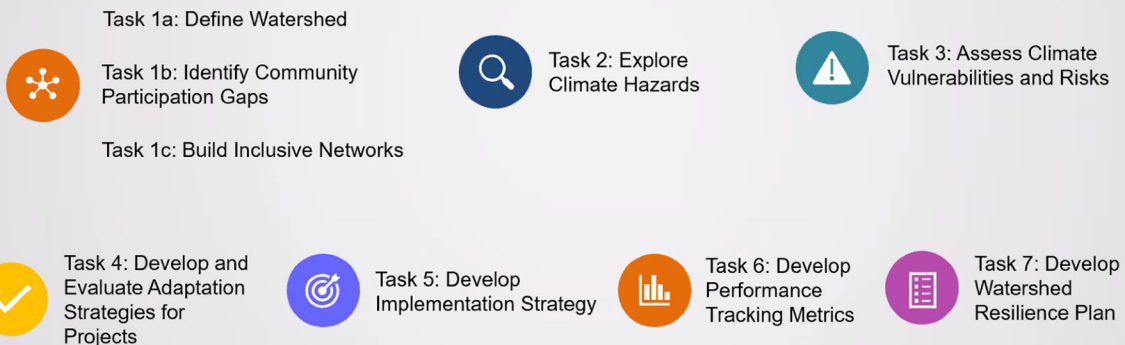 Task 1a: Define Watershed
Task 1b: Identify Community
Participation Gaps
Task 1c: Build Inclusive Networks
Task 2: Explore
Climate Hazards
Task 3: Assess Climate
Vulnerabilities and Risks
Task 4: Develop and
Evaluate Adaptation
Strategies for
Projects
Task 5: Develop
Implementation Strategy
Task 6: Develop
Performance
Tracking Metrics
Task 7: Develop
Watershed
Resilience Plan